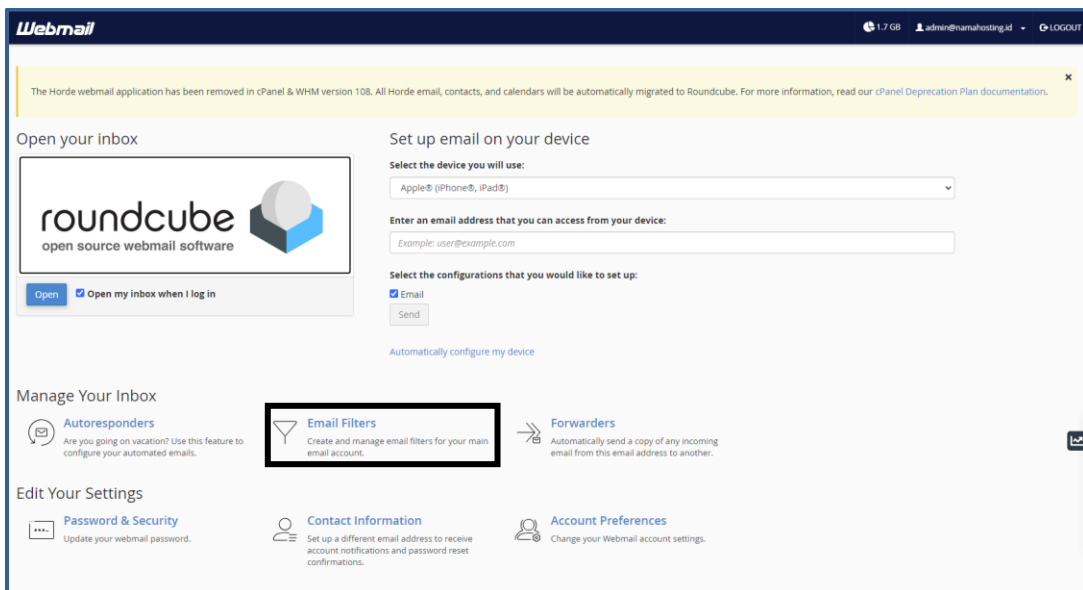 Webmail
1.7 GB admin@namahosting.id LOGOUT
The Horde webmail application has been removed in cPanel & WHM version 108. All Horde email, contacts, and calendars will be automatically migrated to Roundcube. For more information, read our cPanel Deprecation Plan documentation.
Open your inbox
roundcube
open source webmail software
Open
Open my inbox when I log in
Set up email on your device
Select the device you will use:
Apple® (iPhone®, iPad®)
Enter an email address that you can access from your device:
Example: user@example.com
Select the configurations that you would like to set up:
Email
Send
Automatically configure my device
Manage Your Inbox
Autoresponders
Are you going on vacation? Use this feature to
configure your automated emails.
Email Filters
Create and manage email filters for your main
email account.
Forwarders
Automatically send a copy of any incoming
email from this email address to another.
Edit Your Settings
Password & Security
Update your webmail password.
Contact Information
Set up a different email address to receive
account notifications and password reset
confirmations.
Account Preferences
Change your Webmail account settings.